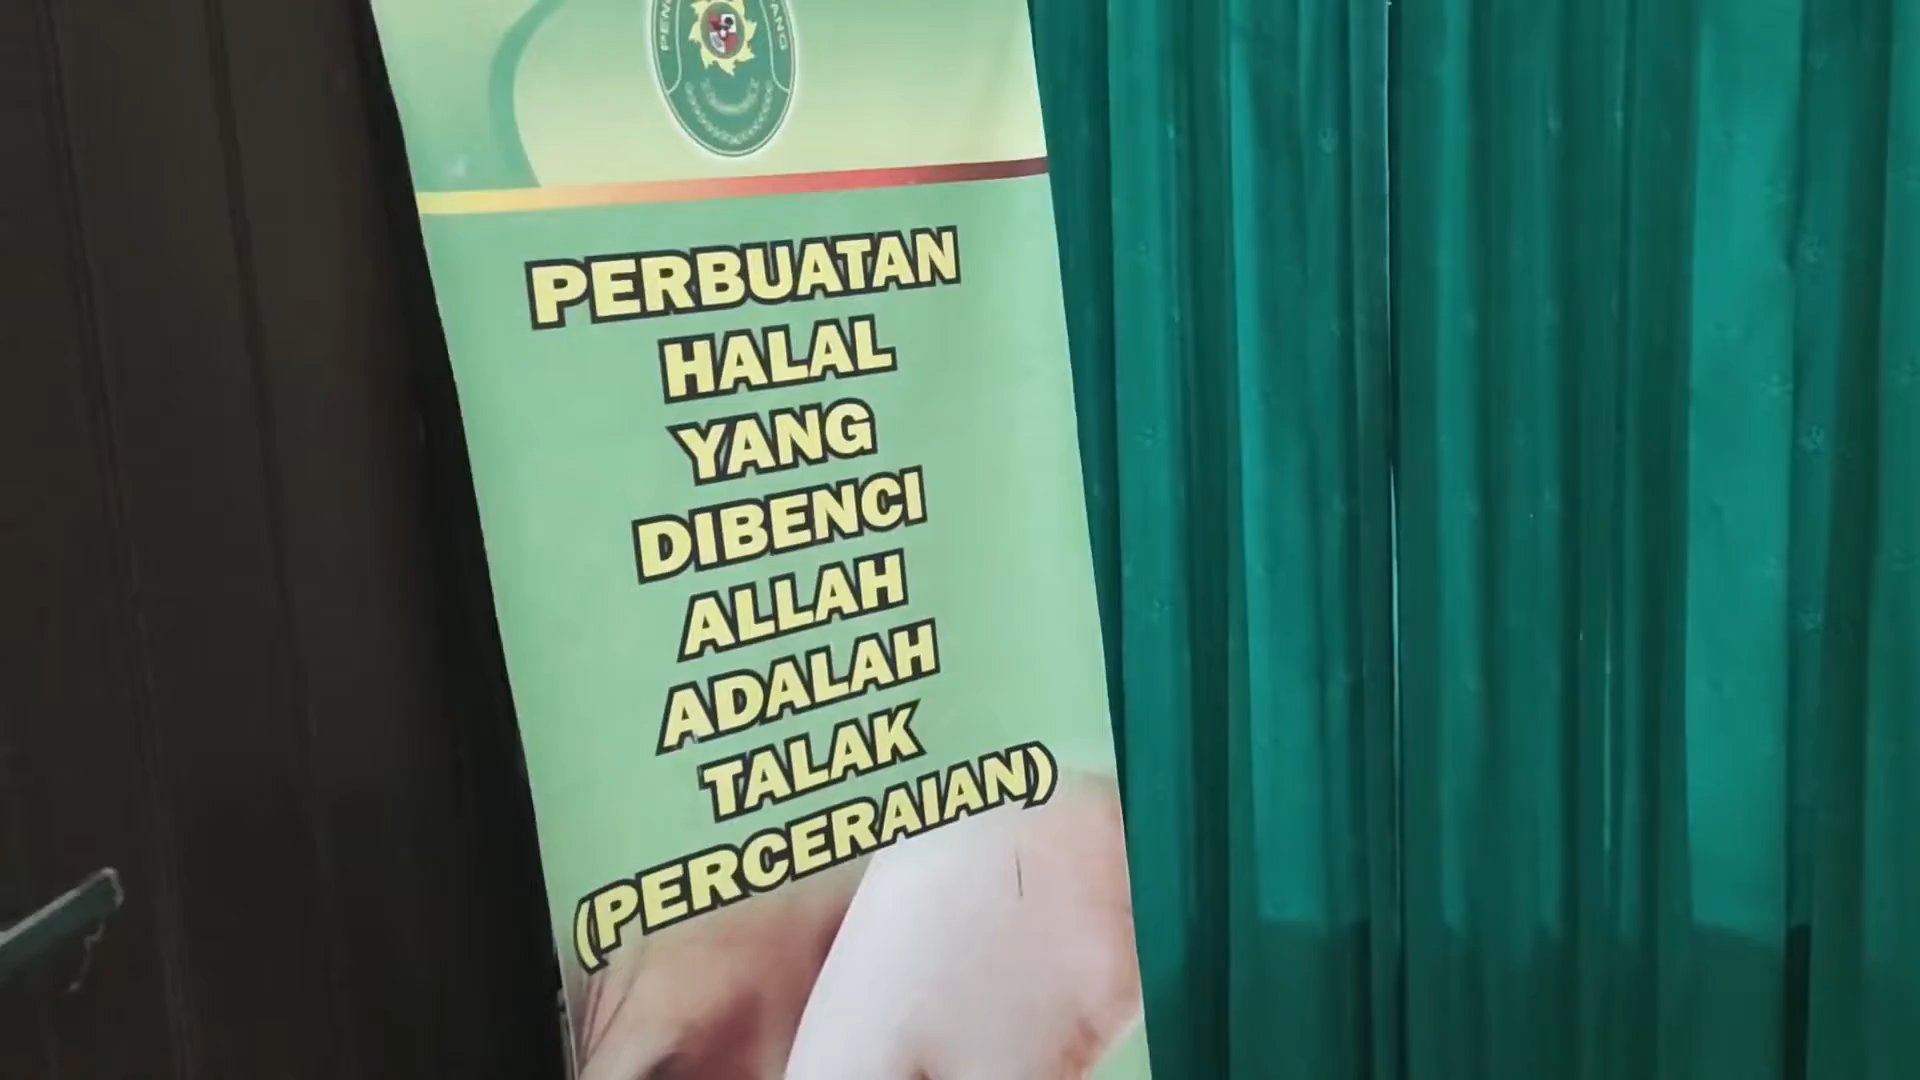 PERBUATAN
HALAL
YANG
DIBENCI
ALLAH
ADALAH
TALAK
(PERCERAIAN)